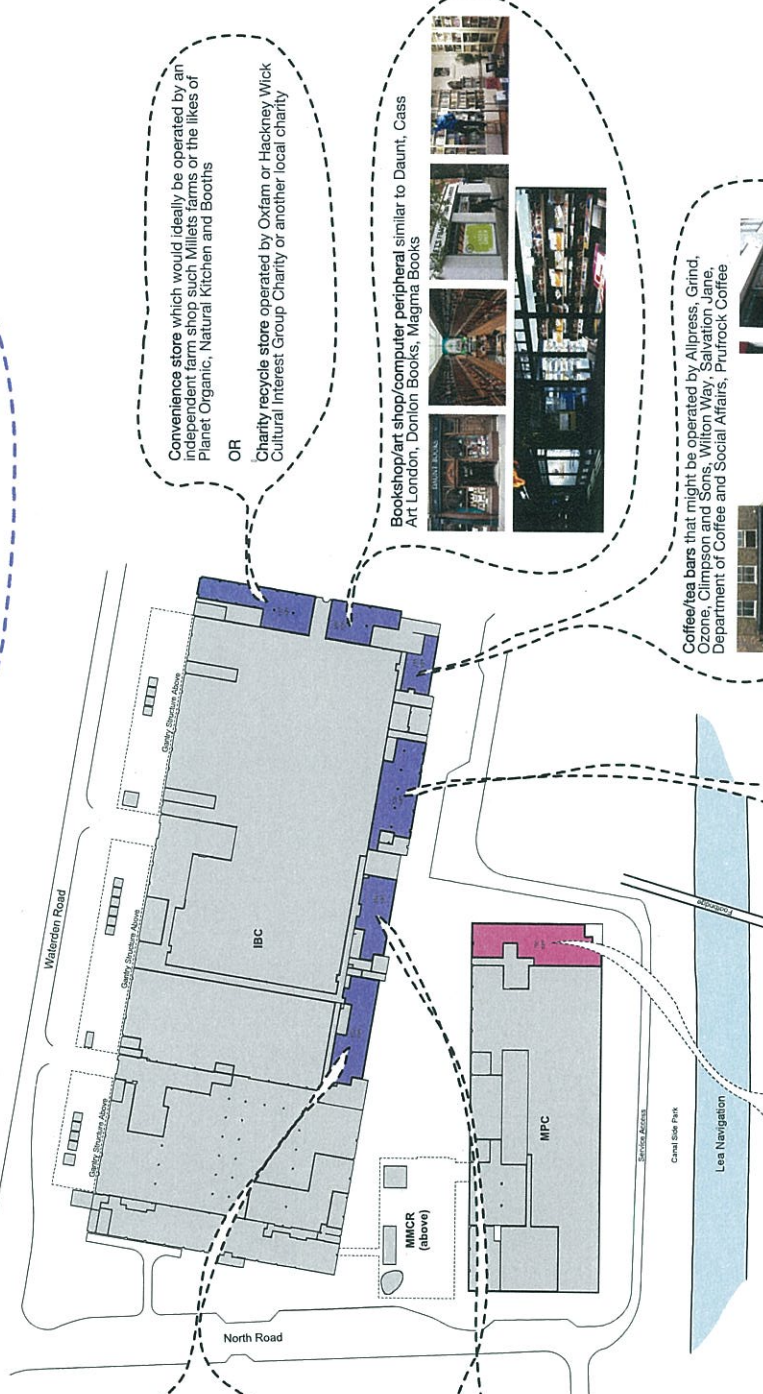 Convenience store which would ideally be operated by an
independent farm shop such Millets farms or the likes of
Planet Organic, Natural Kitchen and Booths
OR
Charity recycle store operated by Oxfam or Hackney Wick
Cultural Interest Group Charity or another local charity
Bookshop/art shop/computer peripheral similar to Daunt, Cass
Art London, Donlon Books, Magma Books
DAUNT BOOKS
Coffee/tea bars that might be operated by Allpress, Grind,
Ozone, Climpson and Sons, Wilton Way, Salvation Jane,
Department of Coffee and Social Affairs, Prufrock Coffee
Waterden Road
Gantry Structure Above
Gantry Structure Above
Gantry Structure Above
IBC
MPC
MMCR
(above)
North Road
Service Access
Canal Side Park
Lea Navigation
Footbridge